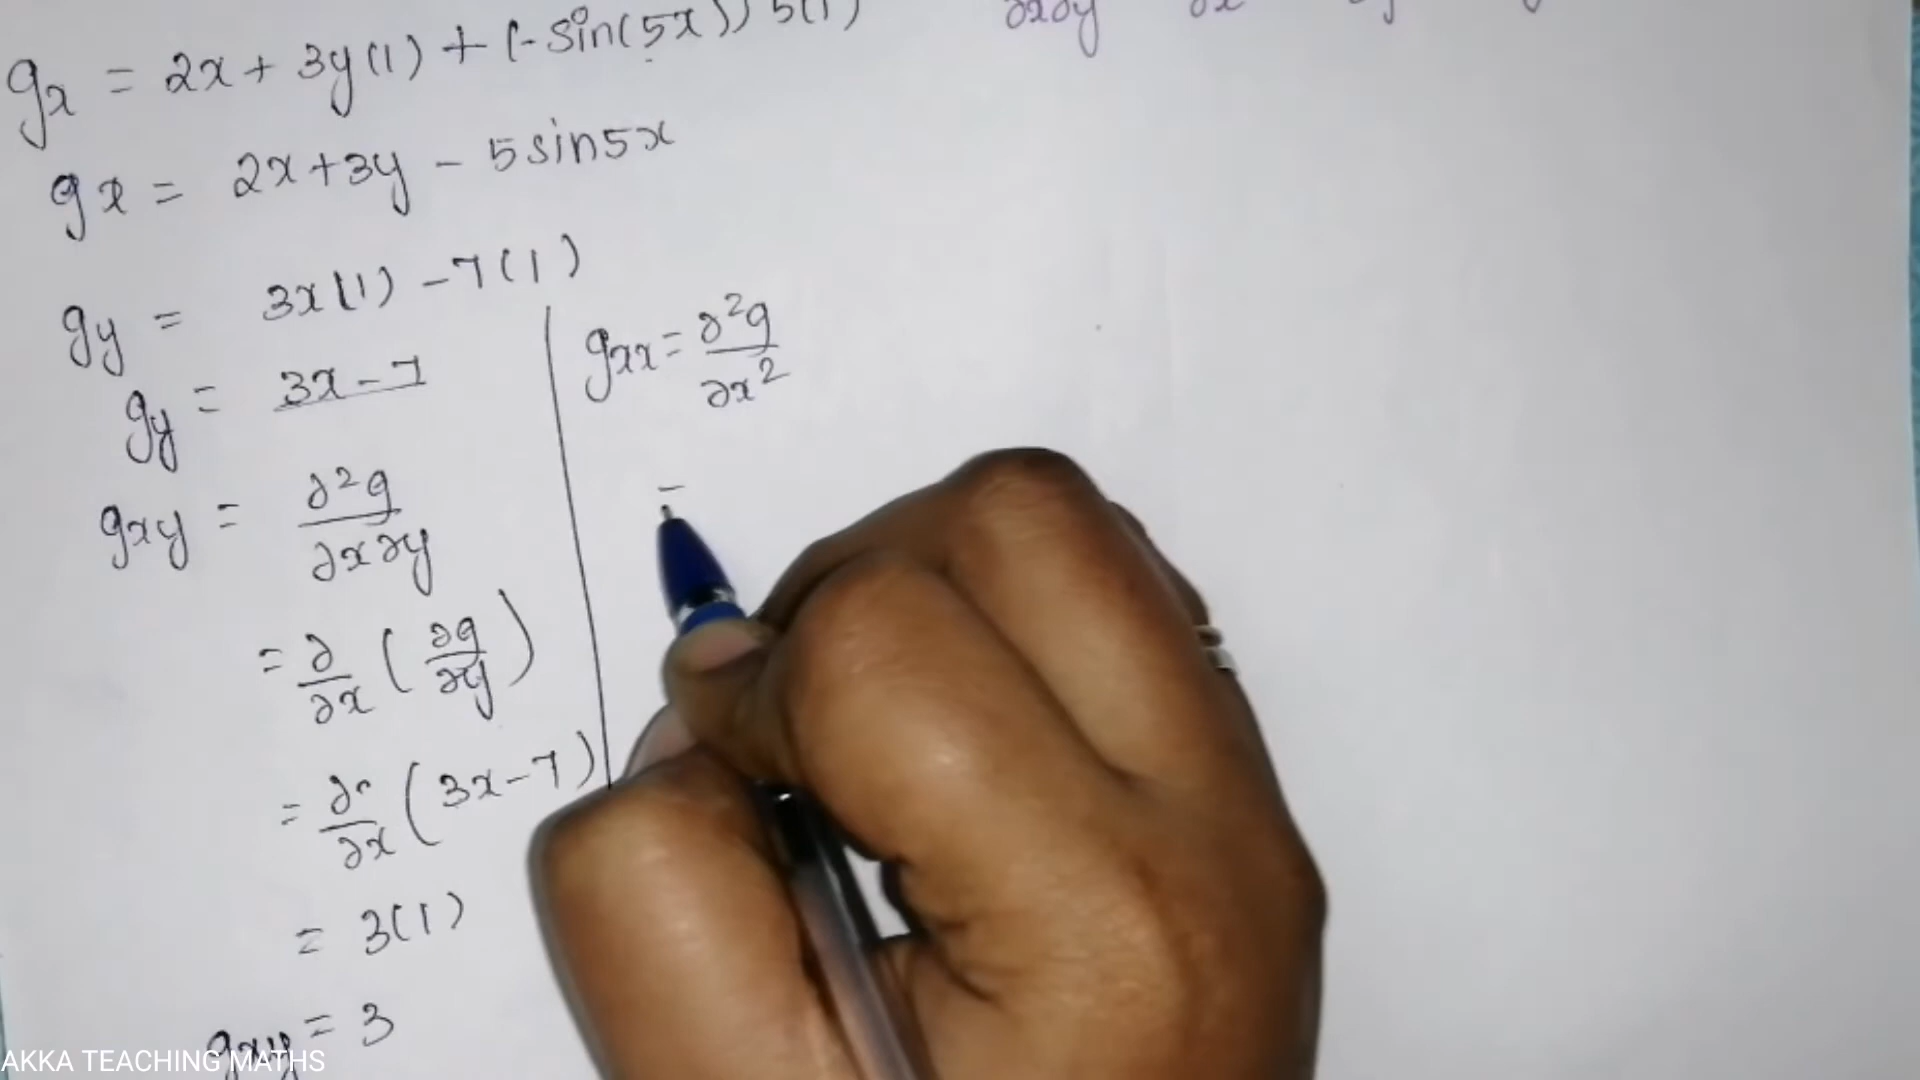 gx = 2x + 3y(1) + (-sin(5x)) 5(1)
gx = 2x+3y - 5sin5x
gy = 3x(1) -7(1)
gy = 3x-7
gxy = ∂²g/∂x∂y
= ∂/∂x (∂g/∂y)
= ∂/∂x (3x-7)
= 3(1)
gxy = 3
gxx = ∂²g/∂x²
∂x∂y
AKKA TEACHING MATHS